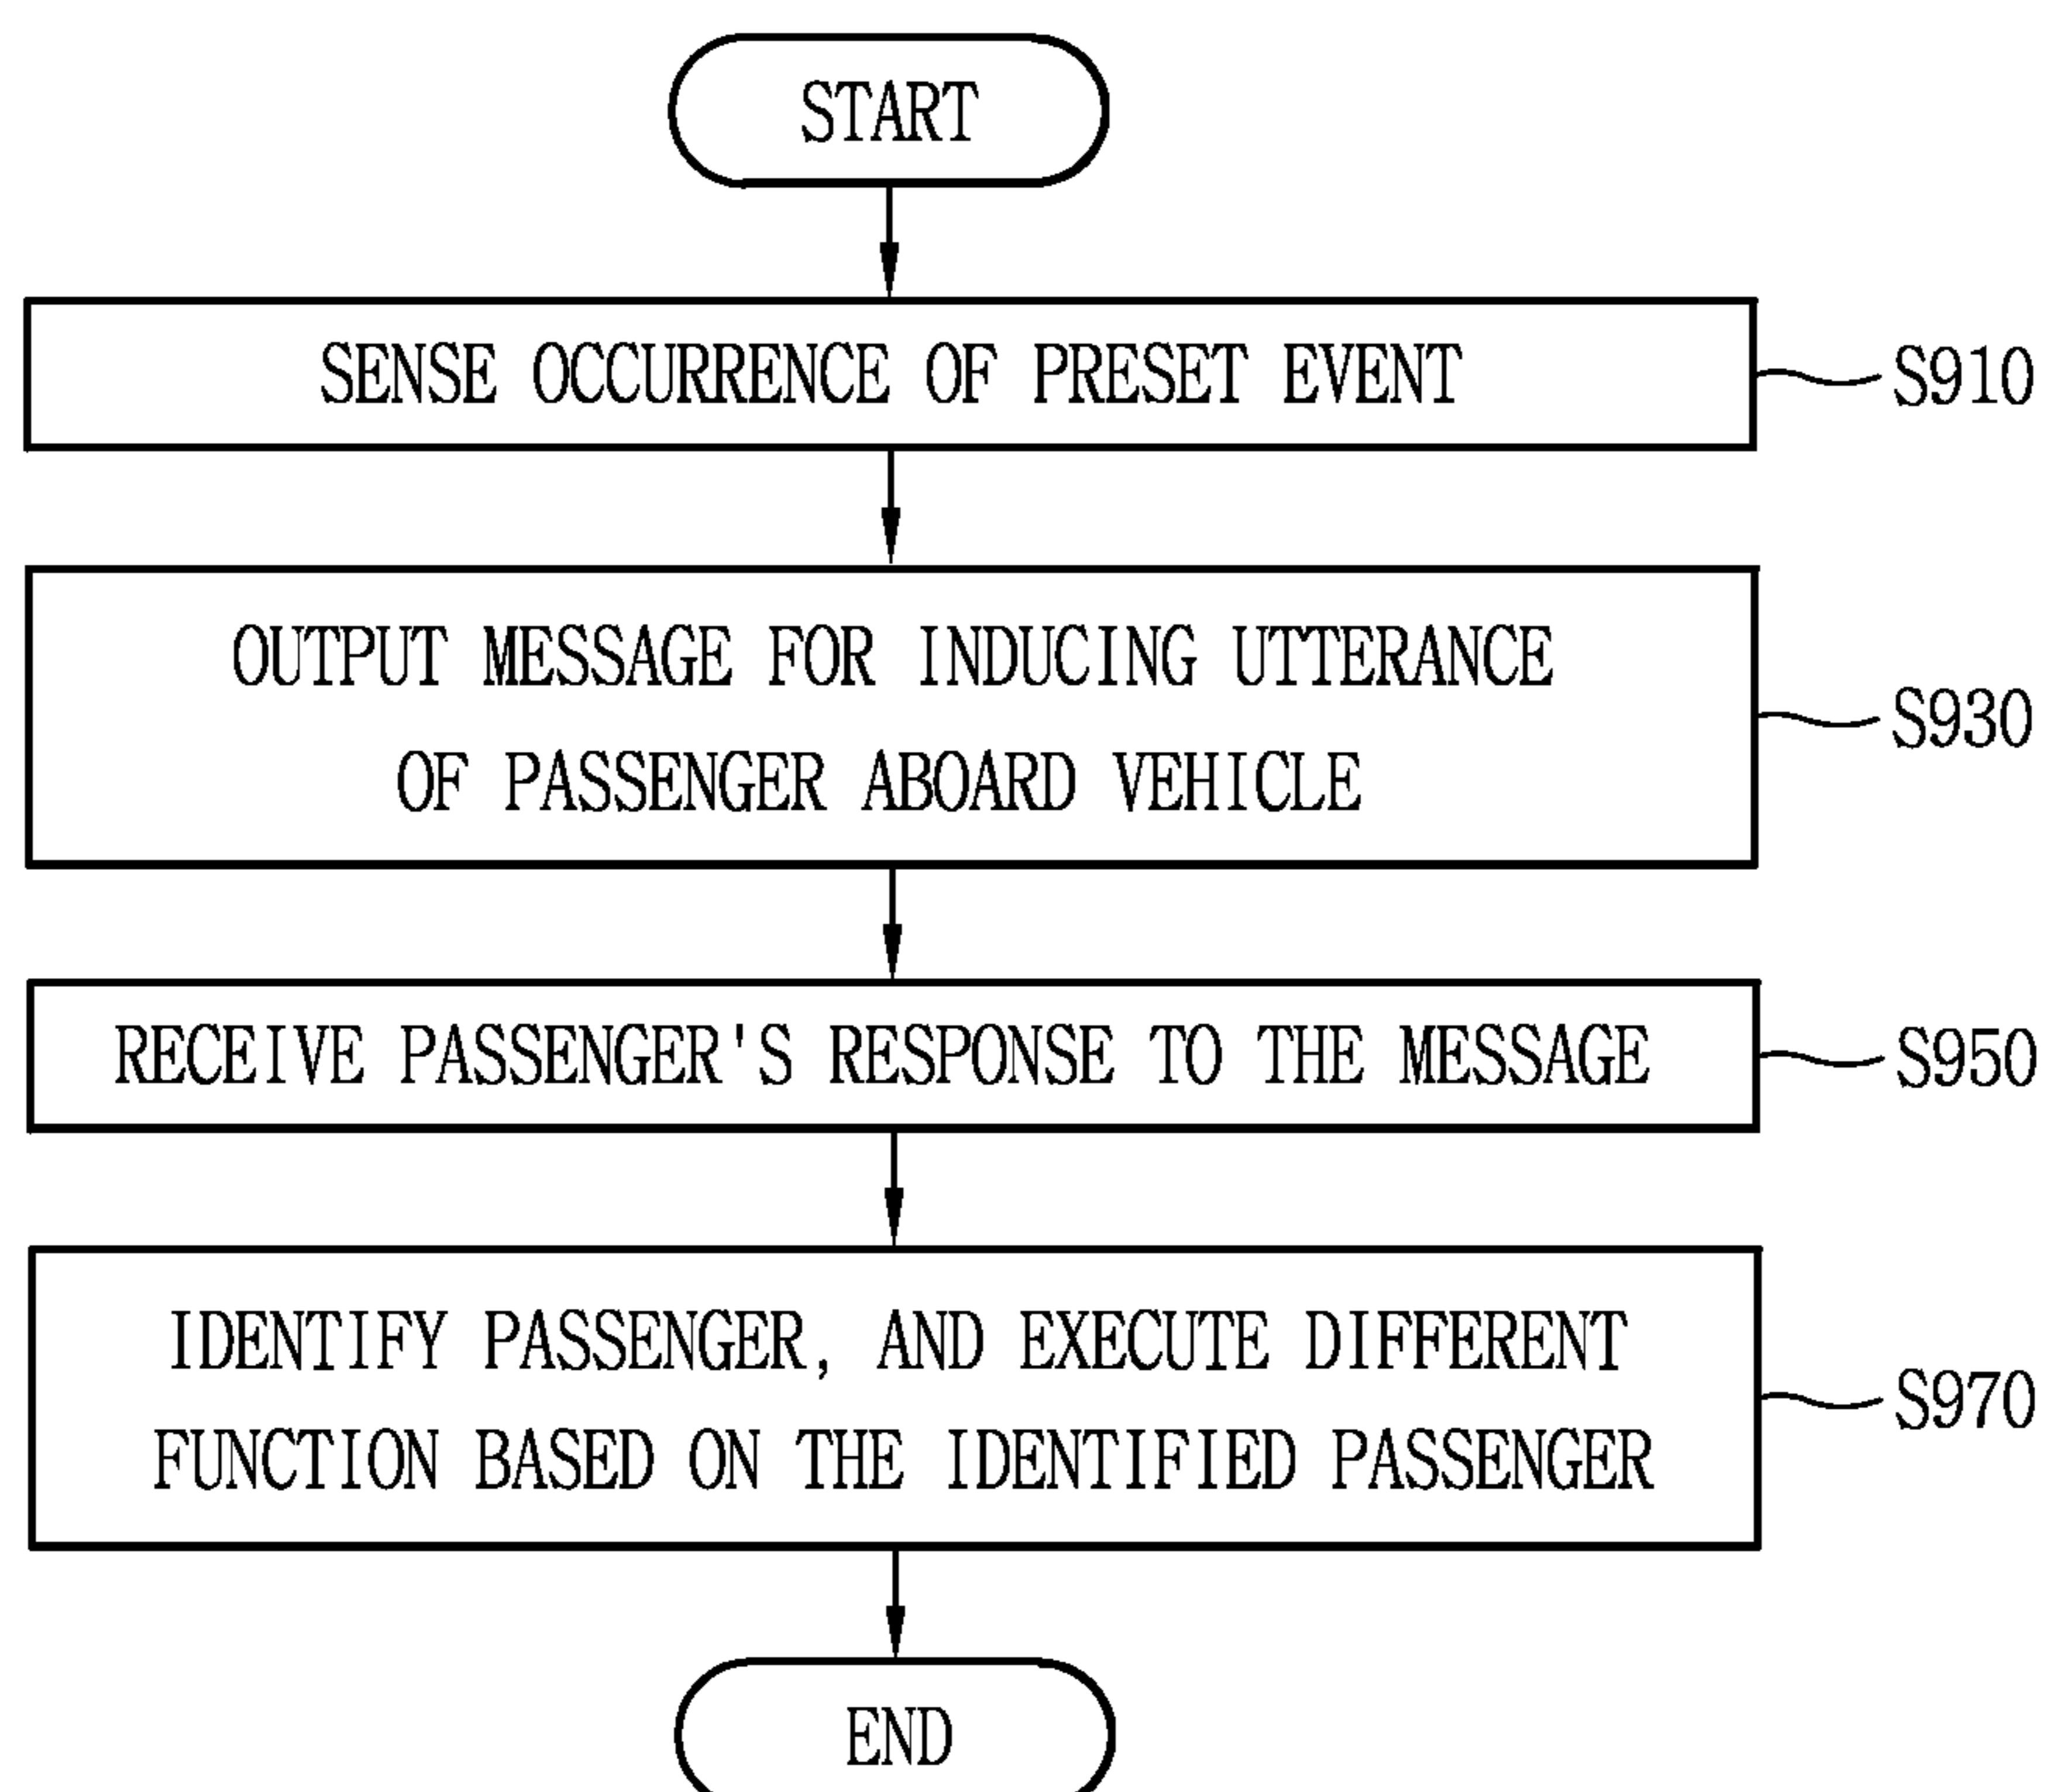 START
SENSE OCCURRENCE OF PRESET EVENT
S910
OUTPUT MESSAGE FOR INDUCING UTTERANCE
OF PASSENGER ABOARD VEHICLE
S930
RECEIVE PASSENGER'S RESPONSE TO THE MESSAGE
S950
IDENTIFY PASSENGER, AND EXECUTE DIFFERENT
FUNCTION BASED ON THE IDENTIFIED PASSENGER
S970
END